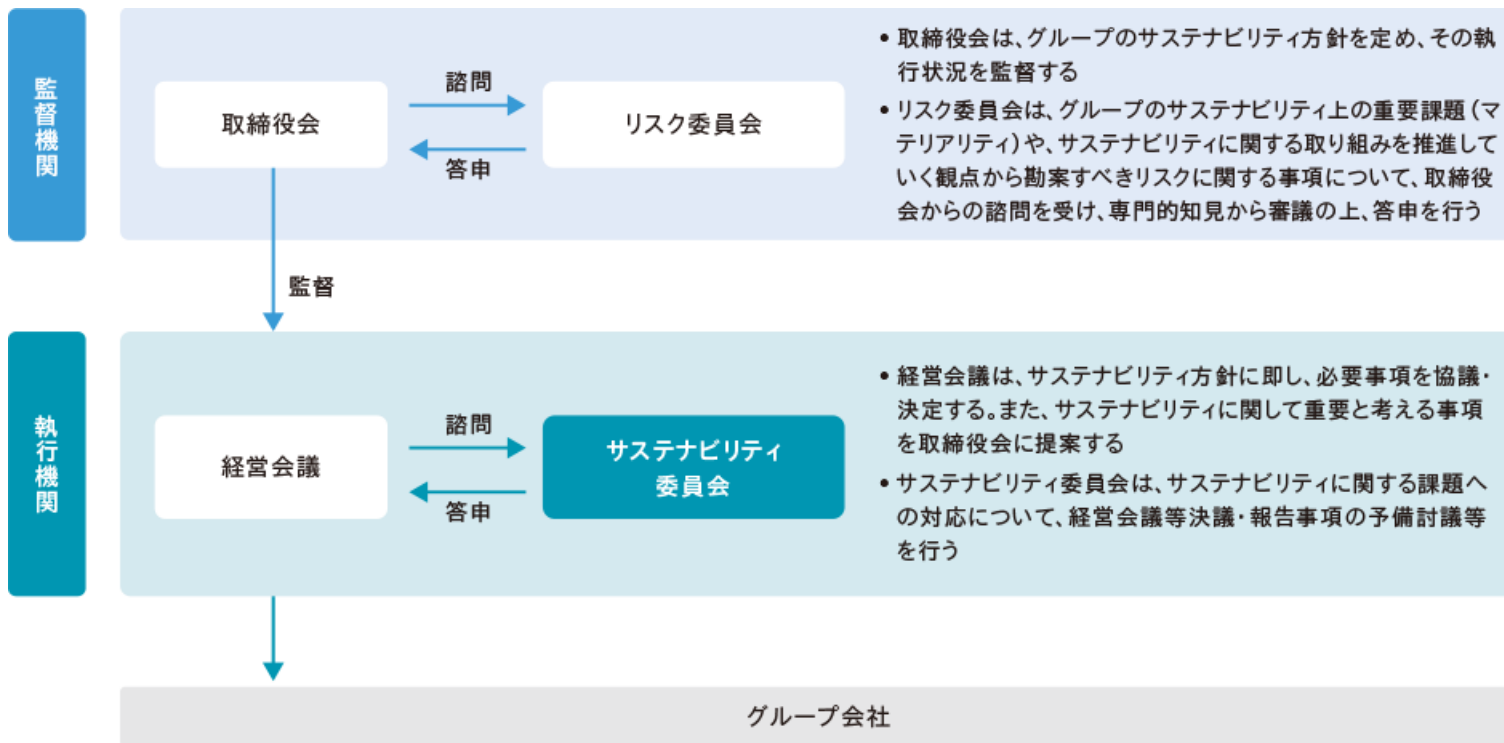 監督機関
取締役会
諮問
答申
リスク委員会
• 取締役会は、グループのサステナビリティ方針を定め、その執
行状況を監督する
• リスク委員会は、グループのサステナビリティ上の重要課題（マ
テリアリティ）や、サステナビリティに関する取り組みを推進して
いく観点から勘案すべきリスクに関する事項について、取締役
会からの諮問を受け、専門的知見から審議の上、答申を行う
監督
執行機関
経営会議
諮問
答申
サステナビリティ
委員会
• 経営会議は、サステナビリティ方針に即し、必要事項を協議・
決定する。また、サステナビリティに関して重要と考える事項
を取締役会に提案する
• サステナビリティ委員会は、サステナビリティに関する課題へ
の対応について、経営会議等決議・報告事項の予備討議等
を行う
グループ会社